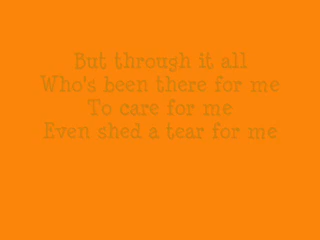 But through it all
Who's been there for me
To care for me
Even shed a tear for me